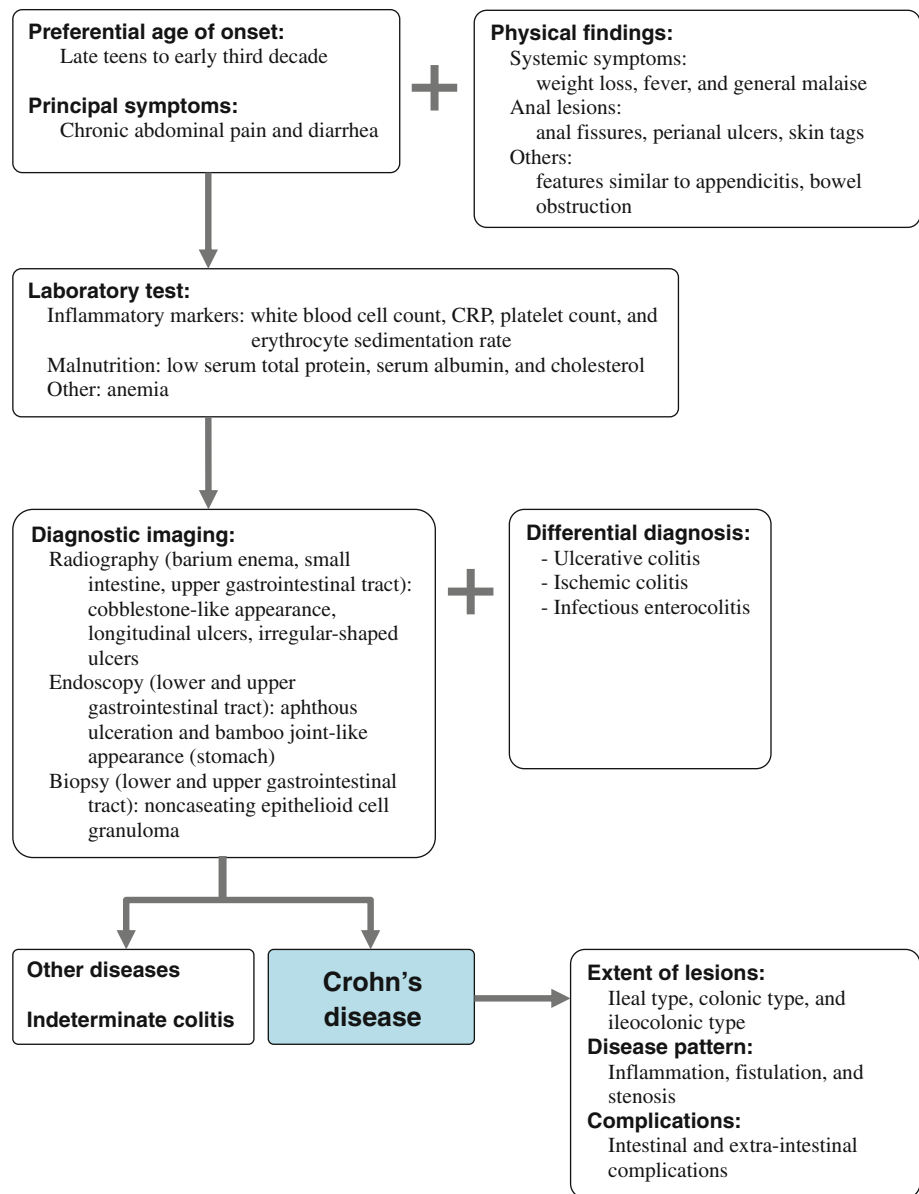 Preferential age of onset:
Late teens to early third decade
Principal symptoms:
Chronic abdominal pain and diarrhea
Physical findings:
Systemic symptoms:
weight loss, fever, and general malaise
Anal lesions:
anal fissures, perianal ulcers, skin tags
Others:
features similar to appendicitis, bowel
obstruction
Laboratory test:
Inflammatory markers: white blood cell count, CRP, platelet count, and
erythrocyte sedimentation rate
Malnutrition: low serum total protein, serum albumin, and cholesterol
Other: anemia
Diagnostic imaging:
Radiography (barium enema, small
intestine, upper gastrointestinal tract):
cobblestone-like appearance,
longitudinal ulcers, irregular-shaped
ulcers
Endoscopy (lower and upper
gastrointestinal tract): aphthous
ulceration and bamboo joint-like
appearance (stomach)
Biopsy (lower and upper gastrointestinal
tract): noncaseating epithelioid cell
granuloma
Differential diagnosis:
- Ulcerative colitis
- Ischemic colitis
- Infectious enterocolitis
Other diseases
Indeterminate colitis
Crohn's
disease
Extent of lesions:
Ileal type, colonic type, and
ileocolonic type
Disease pattern:
Inflammation, fistulation, and
stenosis
Complications:
Intestinal and extra-intestinal
complications